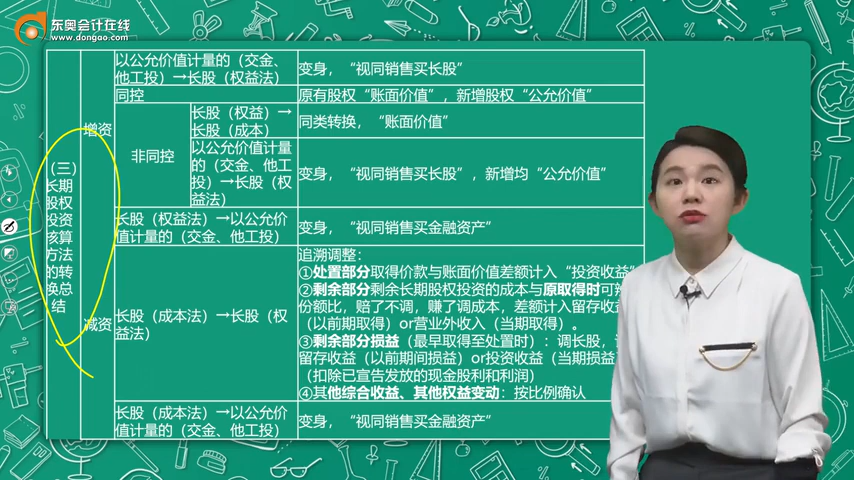 东奥会计在线
www.dongao.com
(三)
长期
股权
投资
核算
方法
的转
换总
结
增资
以公允价值计量的(交金、
他工投)→长股(权益法)
变身,“视同销售买长股”
同控
原有股权“账面价值”,新增股权“公允价值”
非同控
长股(权益)→
长股(成本)
同类转换,“账面价值”
以公允价值计量
的(交金、他工
投)→长股(权
益法)
变身,“视同销售买长股”,新增均“公允价值”
减资
长股(权益法)→以公允价
值计量的(交金、他工投)
变身,“视同销售买金融资产”
长股(成本法)→长股(权
益法)
追溯调整:
①处置部分取得价款与账面价值差额计入“投资收益”
②剩余部分剩余长期股权投资的成本与原取得时可
份额比,赔了不调,赚了调成本,差额计入留存收
(以前期取得)or营业外收入(当期取得)。
③剩余部分损益(最早取得至处置时):调长股,
留存收益(以前期间损益)or投资收益(当期损益
(扣除已宣告发放的现金股利和利润)
④其他综合收益、其他权益变动:按比例确认
长股(成本法)→以公允价
值计量的(交金、他工投)
变身,“视同销售买金融资产”